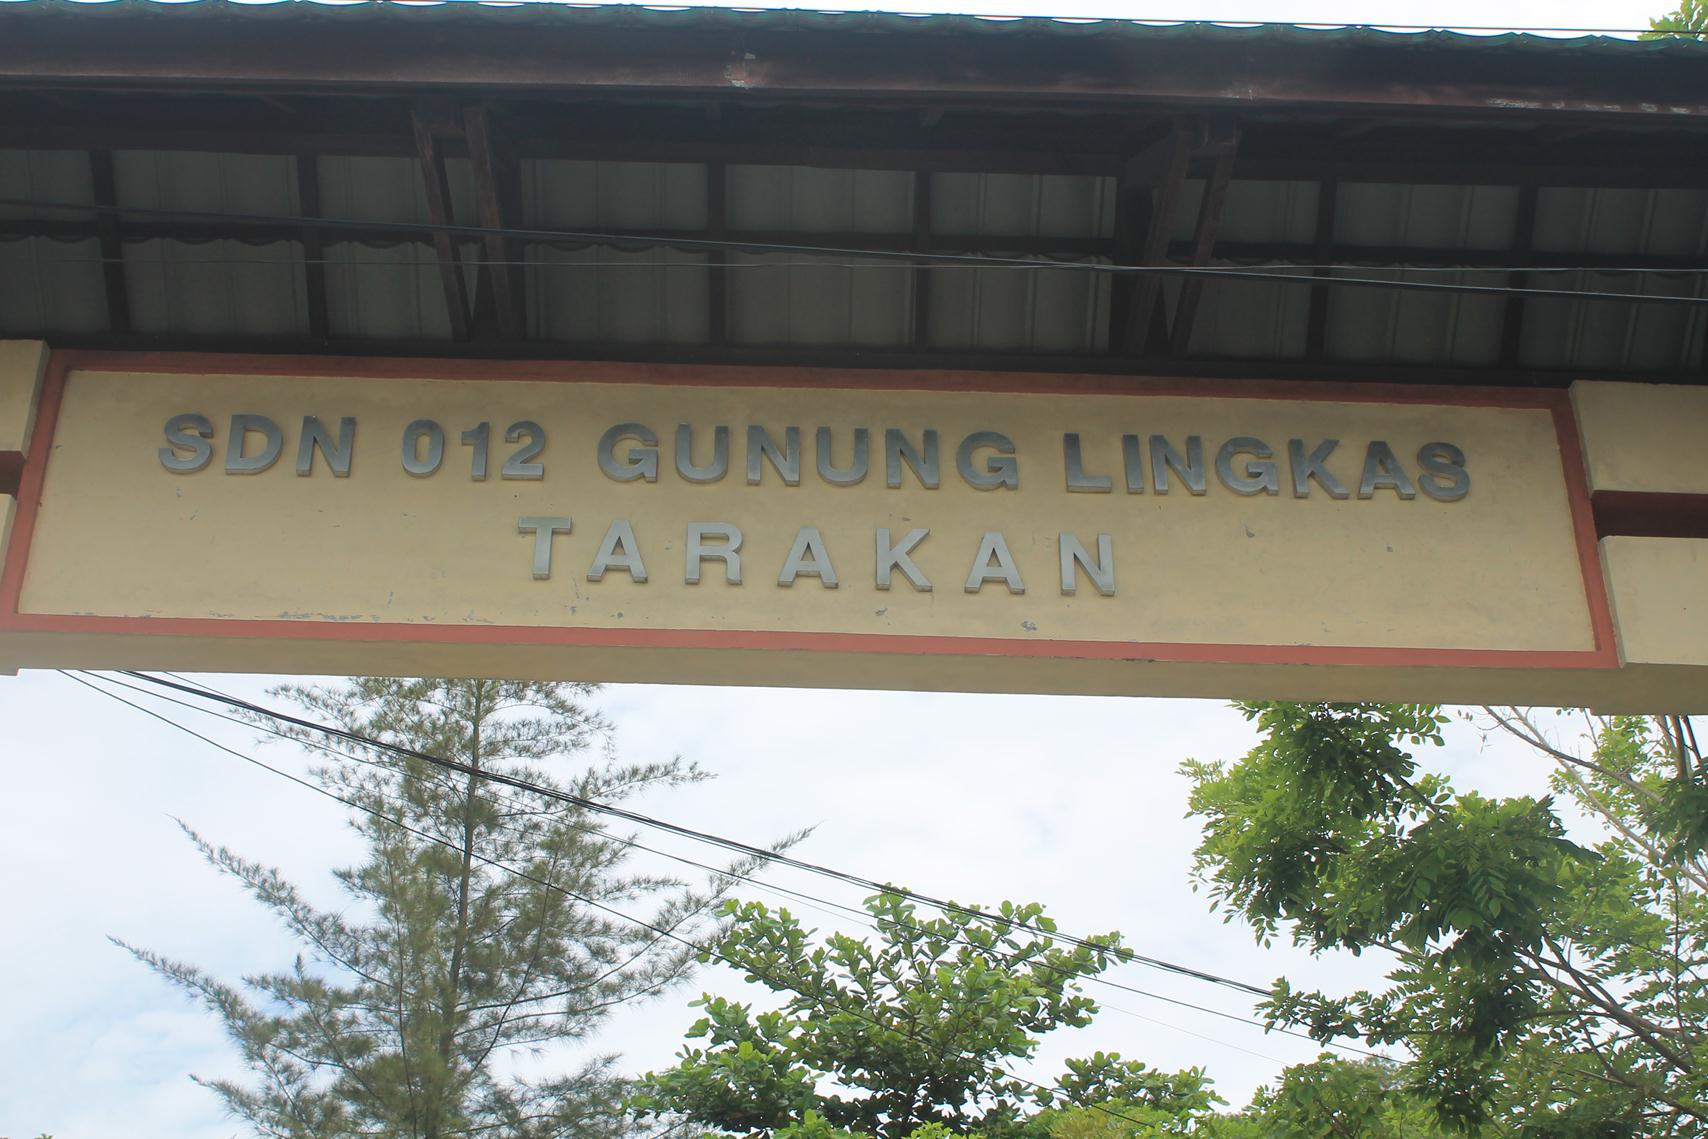 SDN 012 GUNUNG LINGKAS
TARAKAN